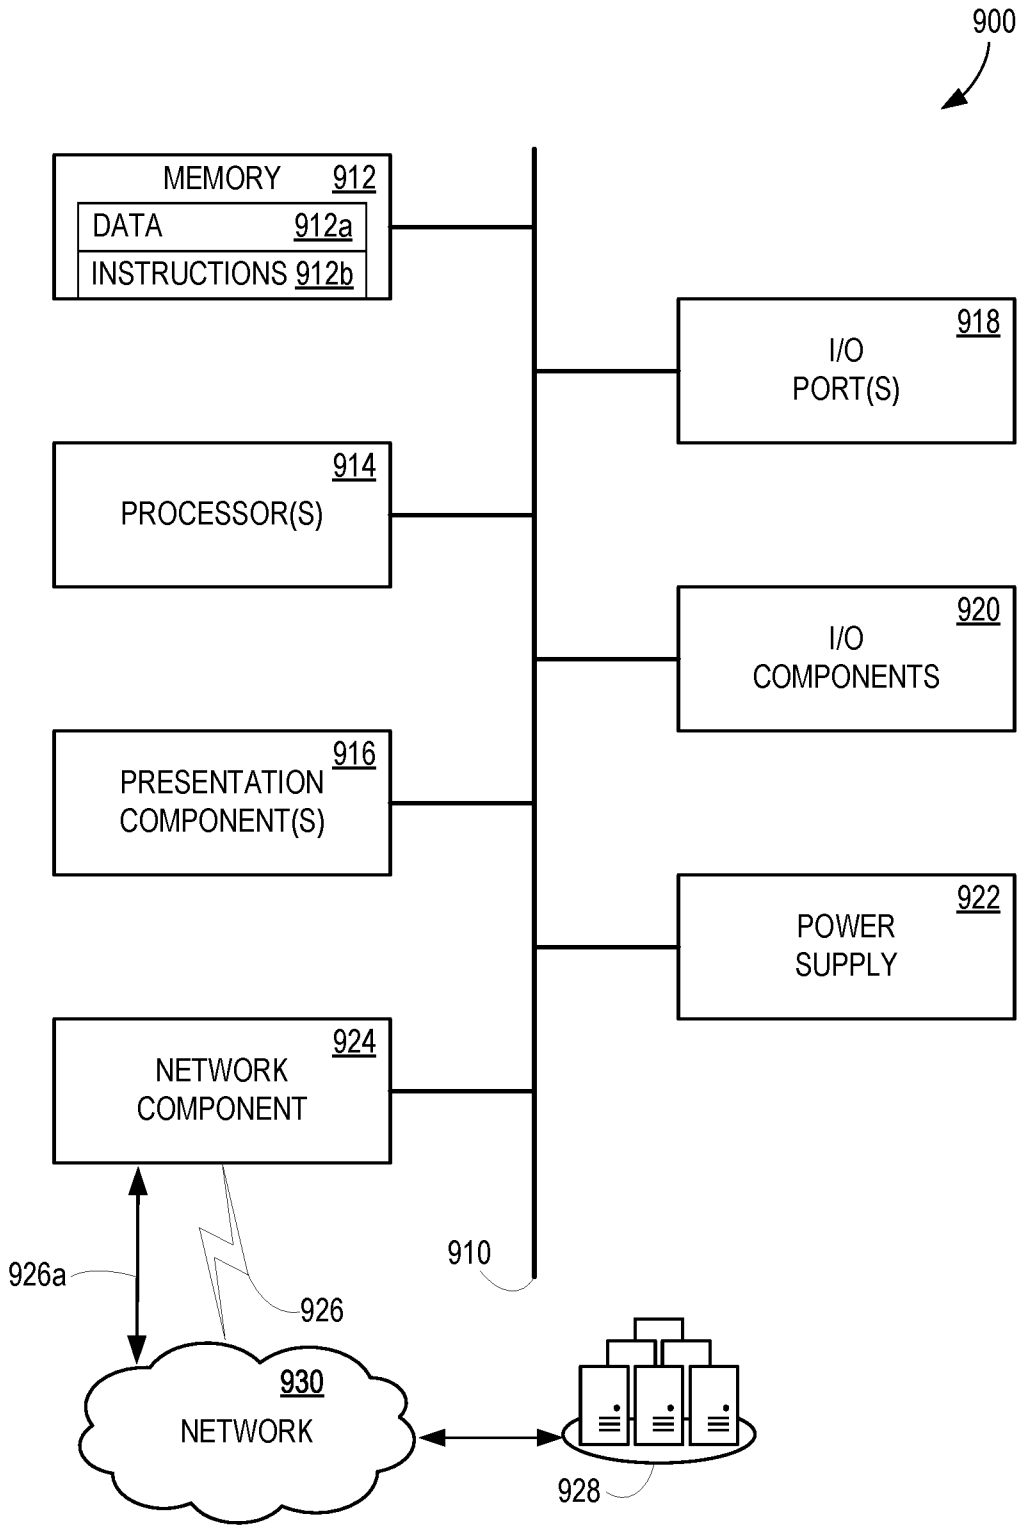 900
MEMORY 912
DATA 912a
INSTRUCTIONS 912b
918
I/O
PORT(S)
914
PROCESSOR(S)
920
I/O
COMPONENTS
916
PRESENTATION
COMPONENT(S)
922
POWER
SUPPLY
924
NETWORK
COMPONENT
910
926a
926
930
NETWORK
928